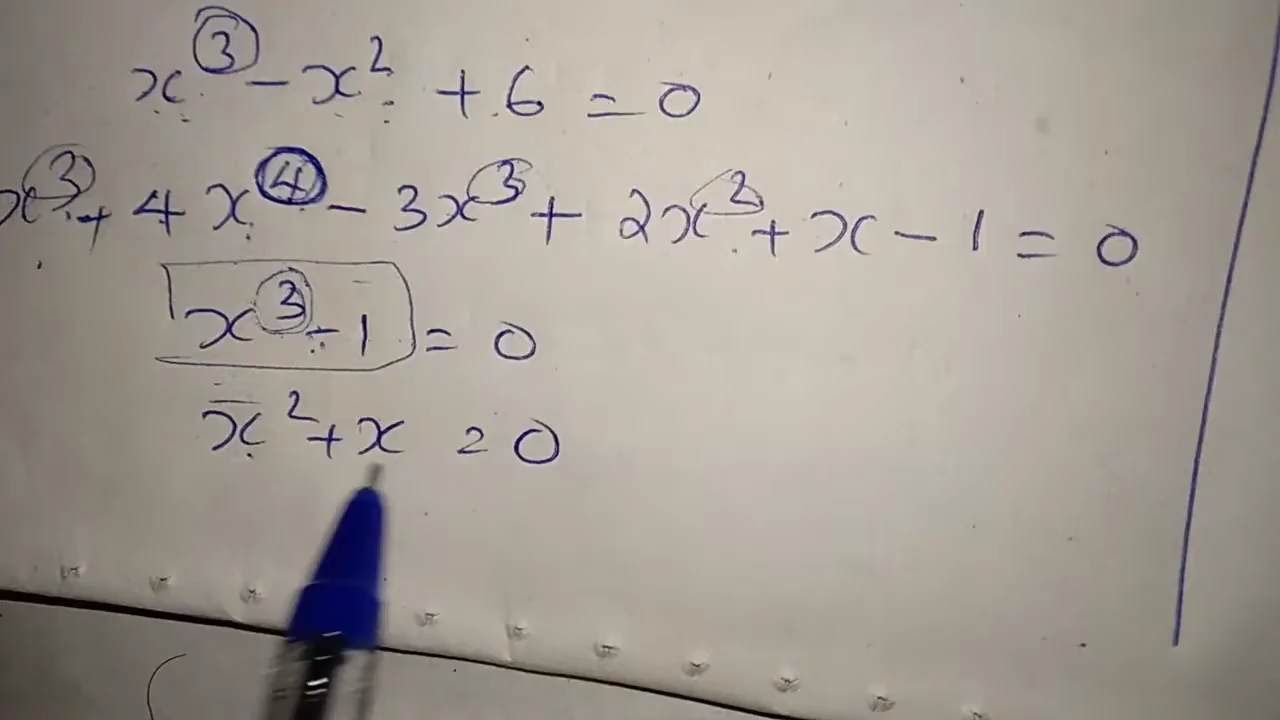 x³ - x² + 6 = 0
x³ + 4x⁴ - 3x³ + 2x² + x - 1 = 0
x³ - 1 = 0
x² + x = 0